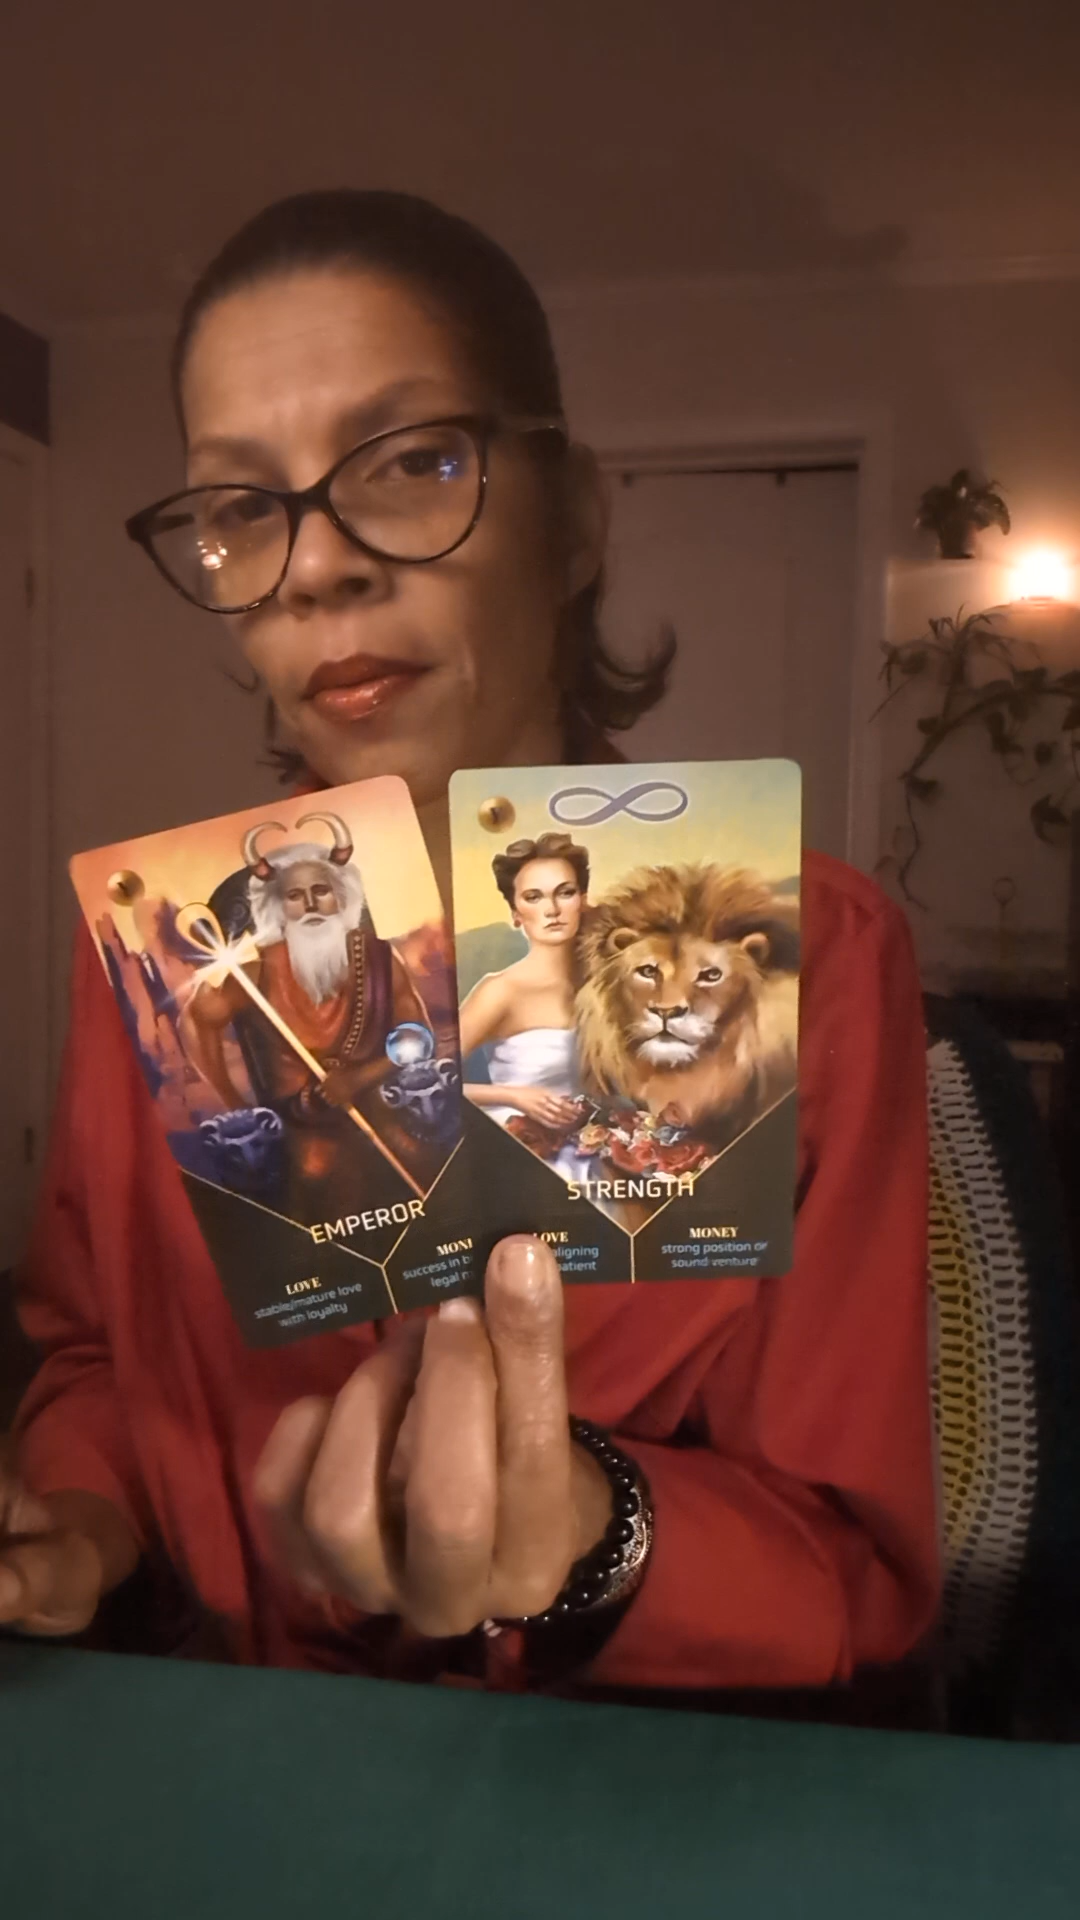 EMPEROR
LOVE
stable/mature love
with loyalty
success in
legal
STRENGTH
LOVE
aligning
patient
MONEY
strong position or
sound venture